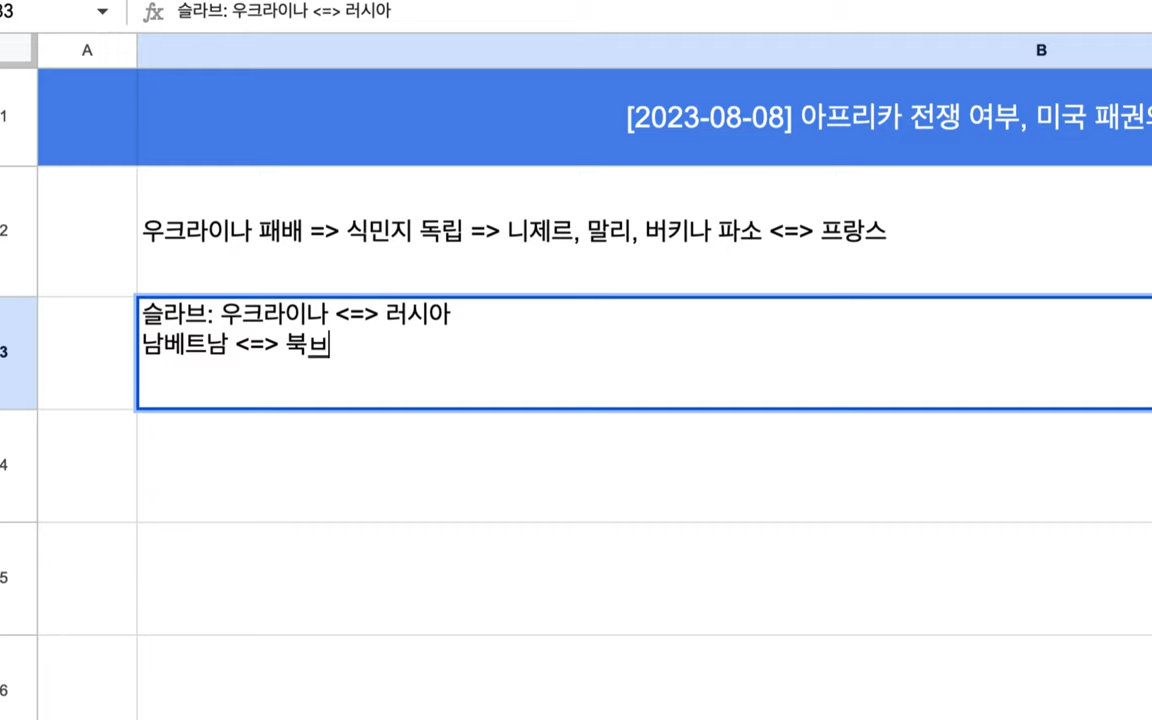 33
fx 슬라브: 우크라이나 <=> 러시아
A
B
1
[2023-08-08] 아프리카 전쟁 여부, 미국 패권의
2
우크라이나 패배 => 식민지 독립 => 니제르, 말리, 버키나 파소 <=> 프랑스
3
슬라브: 우크라이나 <=> 러시아
남베트남 <=> 북ㅂ
4
5
6